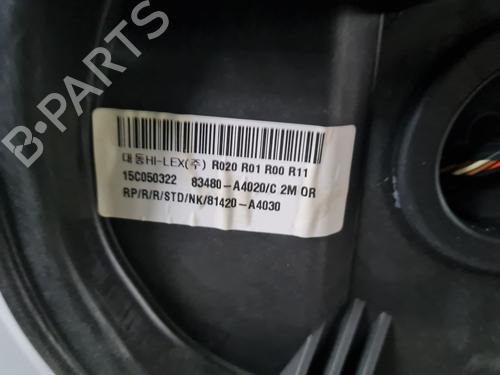 B-PARTS
대동HI-LEX(주) R020 R01 R00 R11
15C050322 83480-A4020/C 2M OR
RP/R/R/STD/NK/81420-A4030